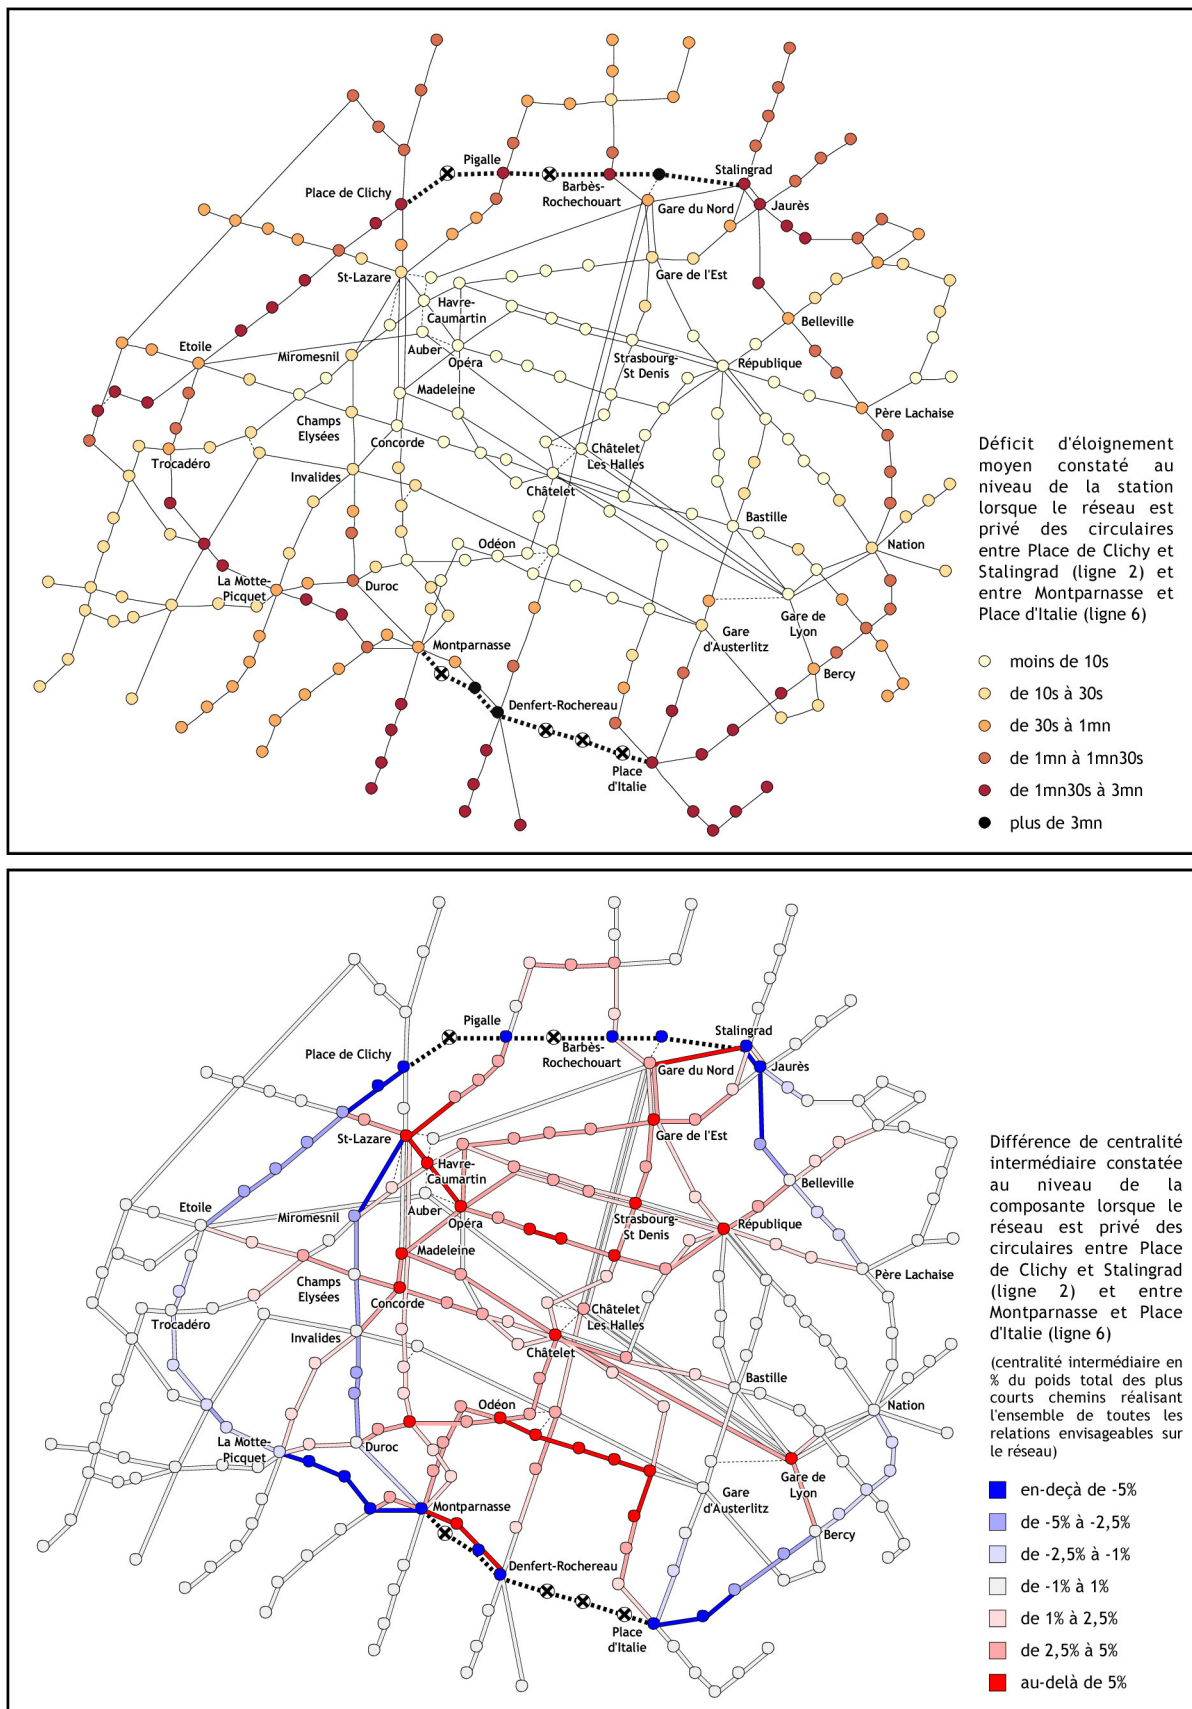 Pigalle
Stalingrad
Place de Clichy
Barbès-
Rochechouart
Gare du Nord
Jaurès
St-Lazare
Gare de l'Est
Havre-
Caumartin
Belleville
Etoile
Miromesnil
Auber
Opéra
Strasbourg-
St Denis
République
Madeleine
Champs
Elysées
Concorde
Père Lachaise
Trocadéro
Invalides
Châtelet
Les Halles
Châtelet
Bastille
Odéon
Nation
La Motte-
Picquet
Duroc
Gare de
Lyon
Gare
d'Austerlitz
Montparnasse
Bercy
Denfert-Rochereau
Place
d'Italie
Déficit d'éloignement
moyen constaté au
niveau de la station
lorsque le réseau est
privé des circulaires
entre Place de Clichy et
Stalingrad (ligne 2) et
entre Montparnasse et
Place d'Italie (ligne 6)
moins de 10s
de 10s à 30s
de 30s à 1mn
de 1mn à 1mn30s
de 1mn30s à 3mn
plus de 3mn
Pigalle
Stalingrad
Place de Clichy
Barbès-
Rochechouart
Gare du Nord
Jaurès
St-Lazare
Gare de l'Est
Havre-
Caumartin
Belleville
Etoile
Miromesnil
Auber
Opéra
Strasbourg-
St Denis
République
Madeleine
Champs
Elysées
Concorde
Père Lachaise
Trocadéro
Invalides
Châtelet
Les Halles
Châtelet
Bastille
Odéon
Nation
La Motte-
Picquet
Duroc
Gare de
Lyon
Gare
d'Austerlitz
Montparnasse
Bercy
Denfert-Rochereau
Place
d'Italie
Différence de centralité
intermédiaire constatée
au niveau de la
composante lorsque le
réseau est privé des
circulaires entre Place
de Clichy et Stalingrad
(ligne 2) et entre
Montparnasse et Place
d'Italie (ligne 6)
(centralité intermédiaire en
% du poids total des plus
courts chemins réalisant
l'ensemble de toutes les
relations envisageables sur
le réseau)
en-deçà de -5%
de -5% à -2,5%
de -2,5% à -1%
de -1% à 1%
de 1% à 2,5%
de 2,5% à 5%
au-delà de 5%